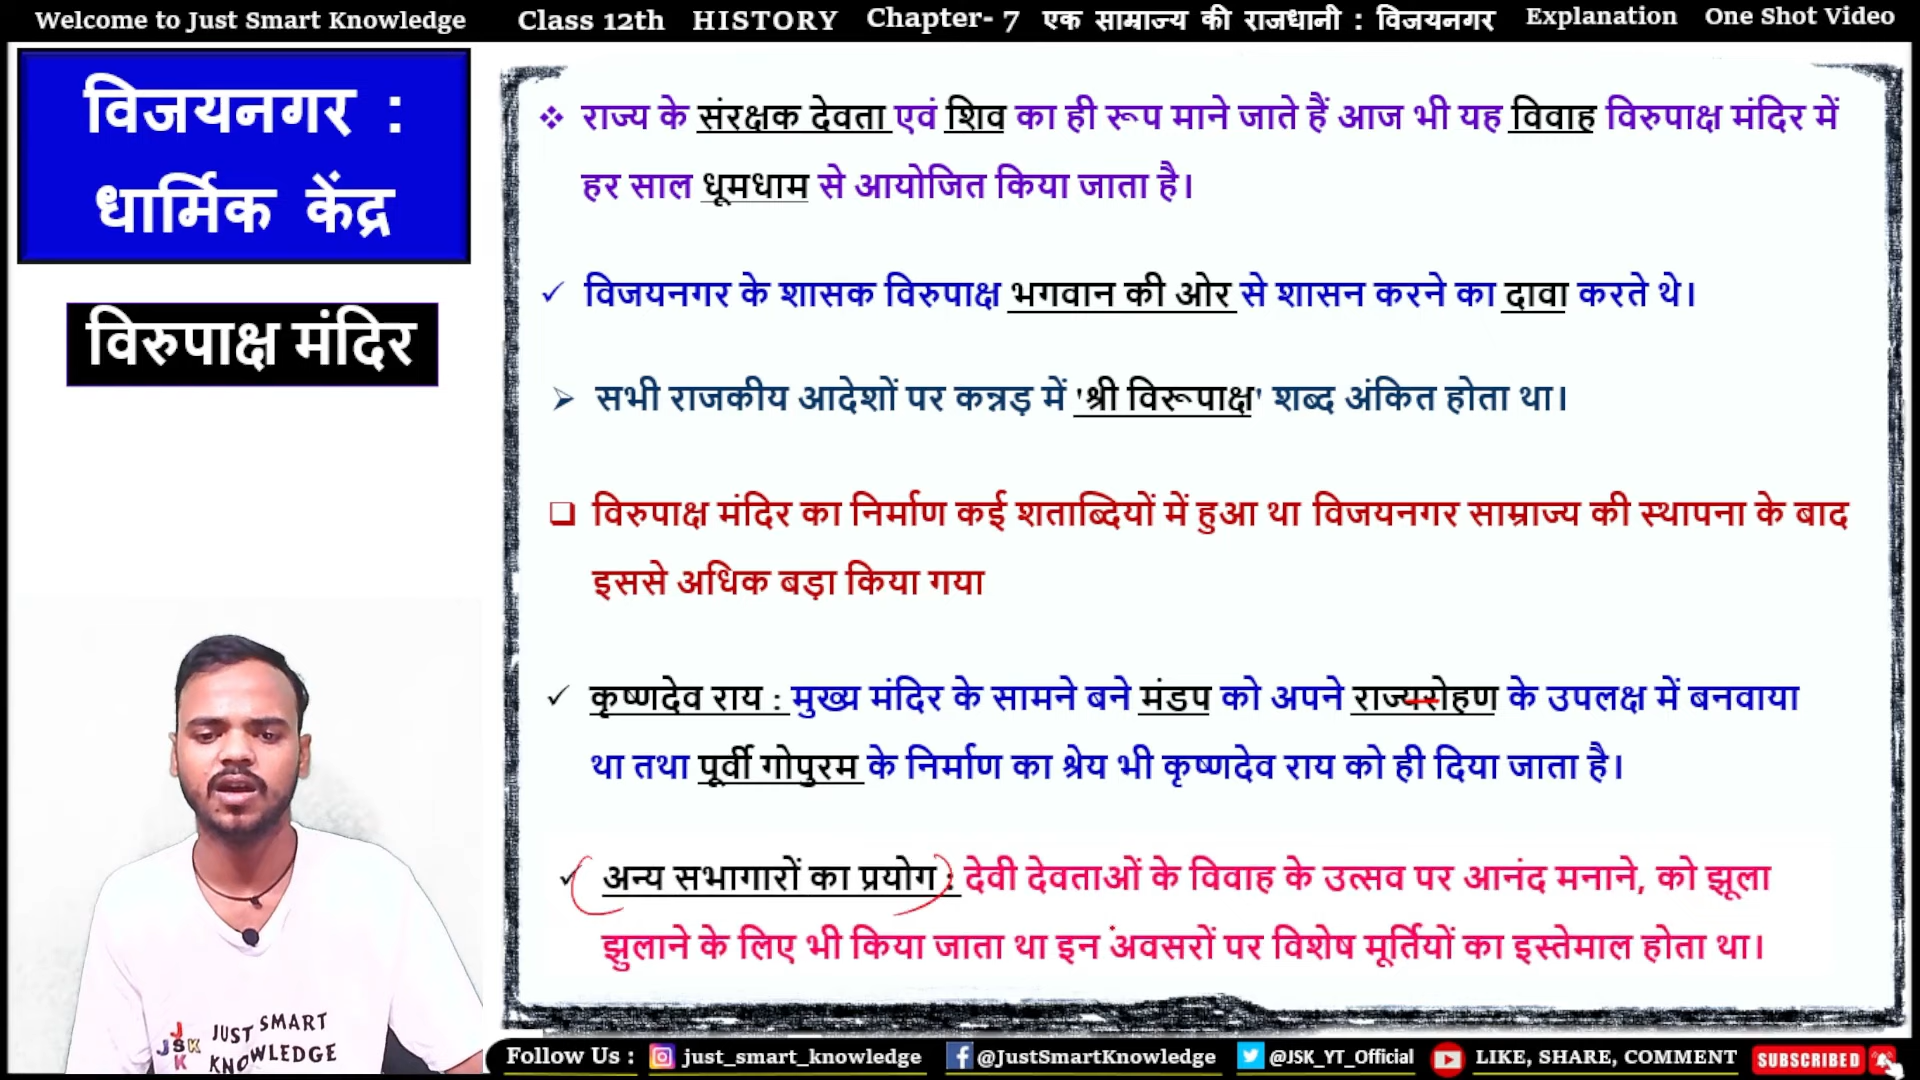 Welcome to Just Smart Knowledge Class 12th HISTORY Chapter- 7 एक साम्राज्य की राजधानी : विजयनगर Explanation One Shot Video
विजयनगर :
धार्मिक केंद्र
विरुपाक्ष मंदिर
❖ राज्य के संरक्षक देवता एवं शिव का ही रूप माने जाते हैं आज भी यह विवाह विरुपाक्ष मंदिर में
हर साल धूमधाम से आयोजित किया जाता है।
✓ विजयनगर के शासक विरुपाक्ष भगवान की ओर से शासन करने का दावा करते थे।
➢ सभी राजकीय आदेशों पर कन्नड़ में 'श्री विरूपाक्ष' शब्द अंकित होता था।
❑ विरुपाक्ष मंदिर का निर्माण कई शताब्दियों में हुआ था विजयनगर साम्राज्य की स्थापना के बाद
इससे अधिक बड़ा किया गया
✓ कृष्णदेव राय : मुख्य मंदिर के सामने बने मंडप को अपने राज्यरोहण के उपलक्ष में बनवाया
था तथा पूर्वी गोपुरम के निर्माण का श्रेय भी कृष्णदेव राय को ही दिया जाता है।
✓ अन्य सभागारों का प्रयोग : देवी देवताओं के विवाह के उत्सव पर आनंद मनाने, को झूला
झुलाने के लिए भी किया जाता था इन अवसरों पर विशेष मूर्तियों का इस्तेमाल होता था।
J
JSK
K
JUST SMART
KNOWLEDGE
Follow Us : just_smart_knowledge @JustSmartKnowledge @JSK_YT_Official LIKE, SHARE, COMMENT SUBSCRIBED